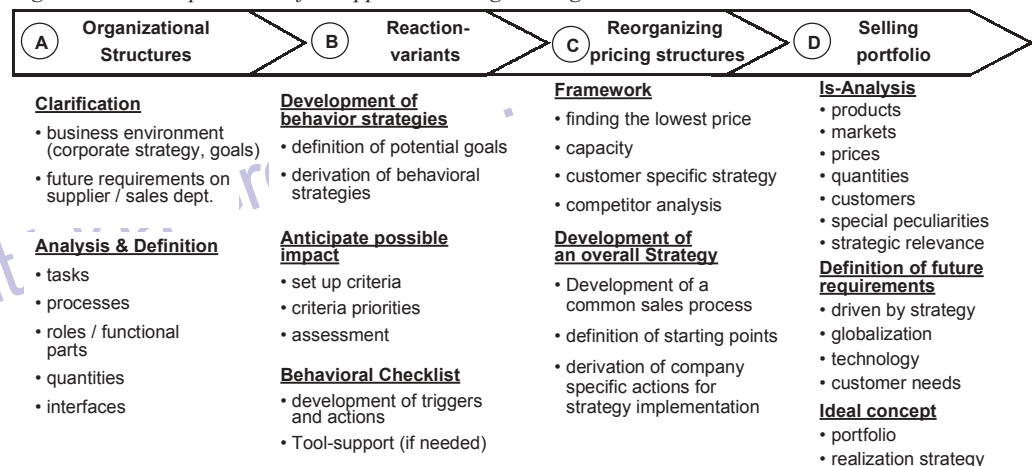 A
Organizational
Structures
B
Reaction-
variants
C
Reorganizing
pricing structures
D
Selling
portfolio
Clarification
• business environment
(corporate strategy, goals)
• future requirements on
supplier / sales dept.
Analysis & Definition
• tasks
• processes
• roles / functional
parts
• quantities
• interfaces
Development of
behavior strategies
• definition of potential goals
• derivation of behavioral
strategies
Anticipate possible
impact
• set up criteria
• criteria priorities
• assessment
Behavioral Checklist
• development of triggers
and actions
• Tool-support (if needed)
Framework
• finding the lowest price
• capacity
• customer specific strategy
• competitor analysis
Development of
an overall Strategy
• Development of a
common sales process
• definition of starting points
• derivation of company
specific actions for
strategy implementation
Is-Analysis
• products
• markets
• prices
• quantities
• customers
• special peculiarities
• strategic relevance
Definition of future
requirements
• driven by strategy
• globalization
• technology
• customer needs
Ideal concept
• portfolio
• realization strategy